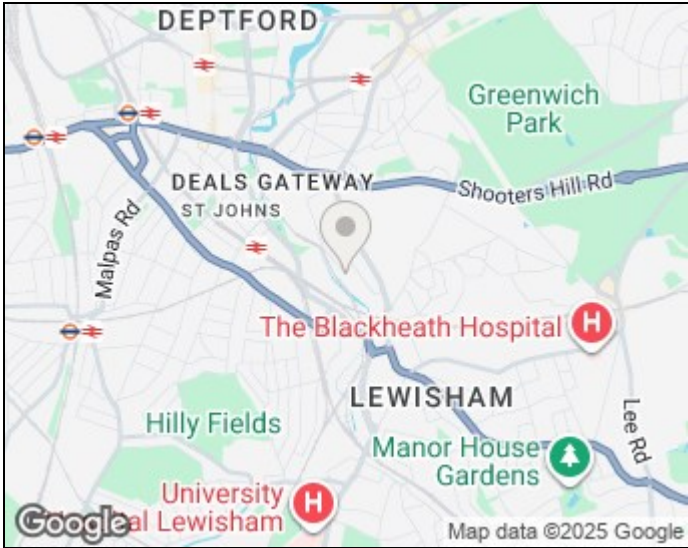 DEPTFORD
Greenwich
Park
DEALS GATEWAY
Shooters Hill Rd
ST JOHNS
Malpas Rd
The Blackheath Hospital
H
LEWISHAM
Hilly Fields
Lee Rd
Manor House
Gardens
University
H
al Lewisham
Google
Map data ©2025 Google